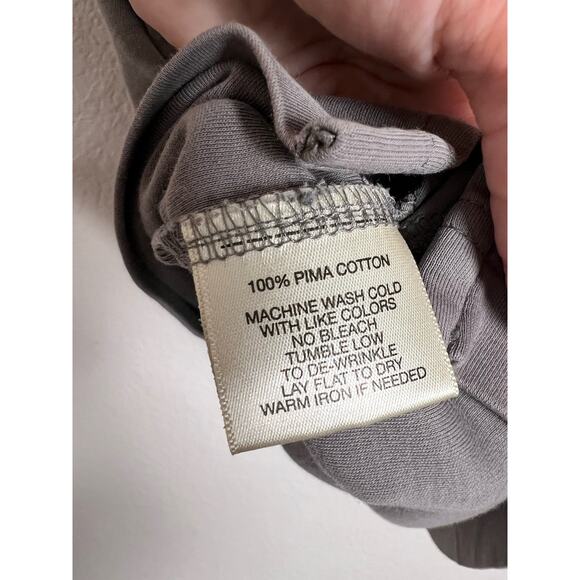 100% PIMA COTTON
MACHINE WASH COLD
WITH LIKE COLORS
NO BLEACH
TUMBLE LOW
TO DE-WRINKLE
LAY FLAT TO DRY
WARM IRON IF NEEDED